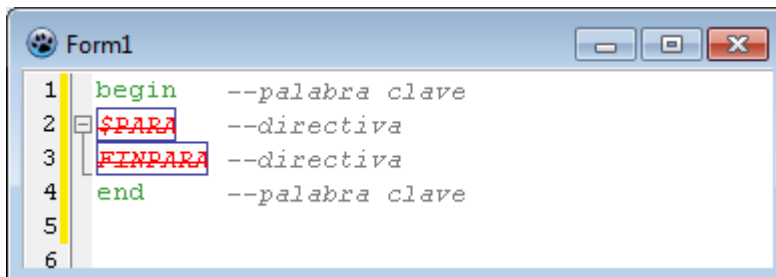 Form1
1 begin --palabra clave
2 $PARA --directiva
3 FINPARA --directiva
4 end --palabra clave
5
6